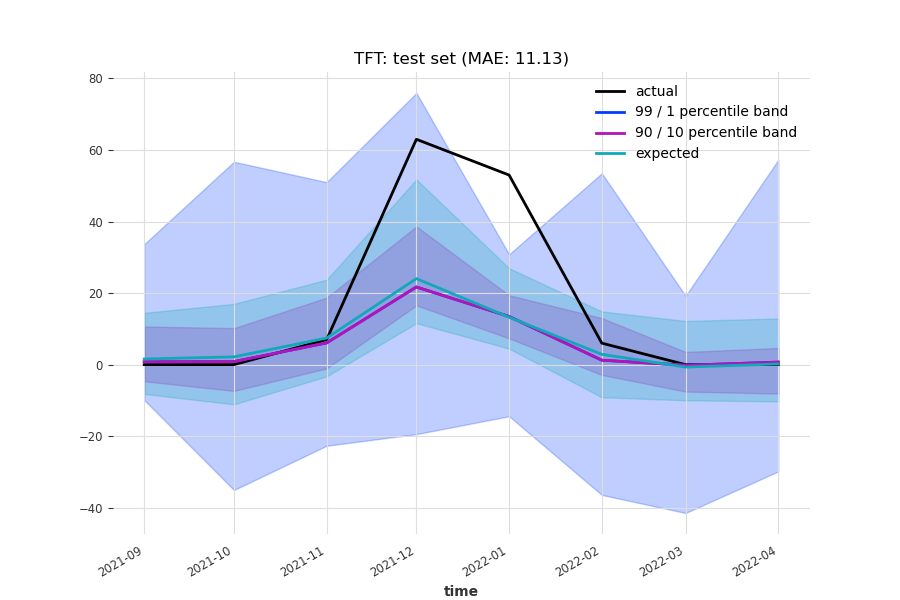 TFT: test set (MAE: 11.13)
actual
99 / 1 percentile band
90 / 10 percentile band
expected
80
60
40
20
0
−20
−40
2021-09
2021-10
2021-11
2021-12
2022-01
2022-02
2022-03
2022-04
time